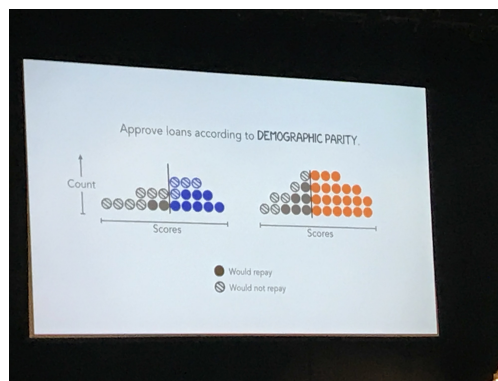 Approve loans according to DEMOGRAPHIC PARITY.
Count
Scores
Scores
Would repay
Would not repay